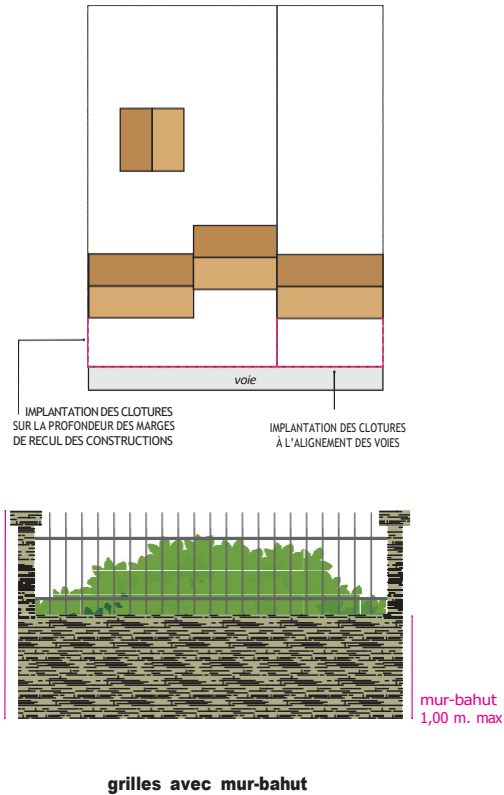 voie
IMPLANTATION DES CLOTURES
SUR LA PROFONDEUR DES MARGES
DE RECUL DES CONSTRUCTIONS
IMPLANTATION DES CLOTURES
À L'ALIGNEMENT DES VOIES
mur-bahut
1,00 m. max
grilles avec mur-bahut